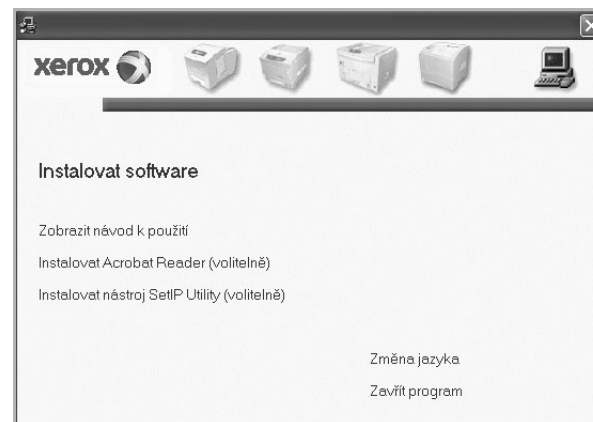 xerox
Instalovat software
Zobrazit návod k použití
Instalovat Acrobat Reader (volitelně)
Instalovat nástroj SetIP Utility (volitelně)
Změna jazyka
Zavřít program